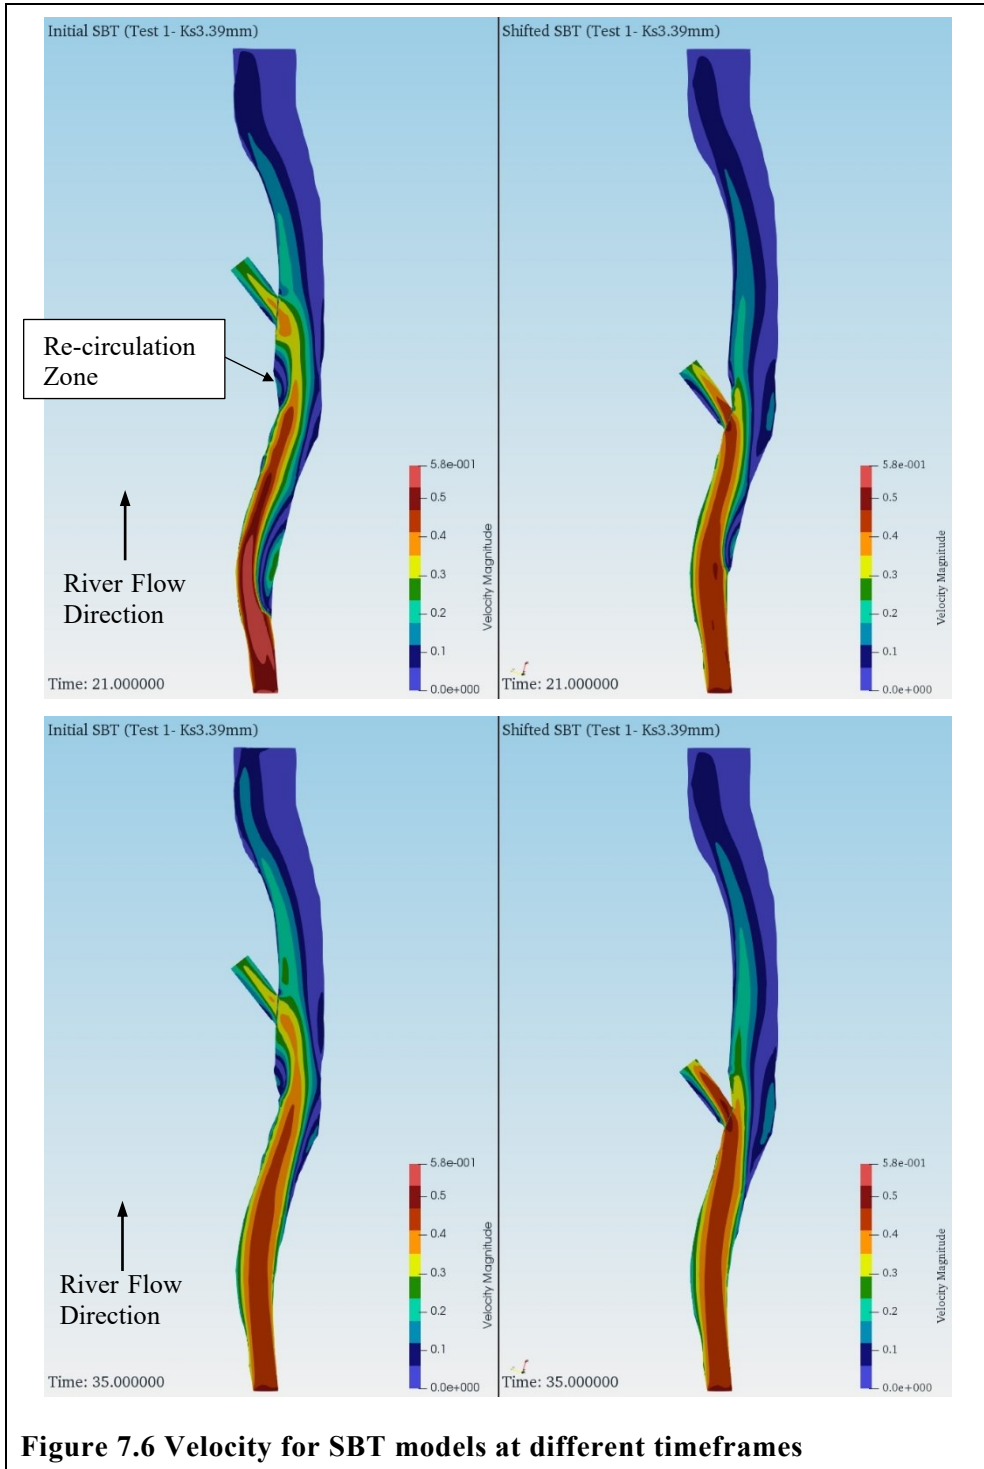 Initial SBT (Test 1- Ks3.39mm)
Shifted SBT (Test 1- Ks3.39mm)
Re-circulation
Zone
River Flow
Direction
5.8e-001
0.5
0.4
0.3
0.2
0.1
0.0e+000
Velocity Magnitude
5.8e-001
0.5
0.4
0.3
0.2
0.1
0.0e+000
Velocity Magnitude
Time: 21.000000
Time: 21.000000
Initial SBT (Test 1- Ks3.39mm)
Shifted SBT (Test 1- Ks3.39mm)
River Flow
Direction
5.8e-001
0.5
0.4
0.3
0.2
0.1
0.0e+000
Velocity Magnitude
5.8e-001
0.5
0.4
0.3
0.2
0.1
0.0e+000
Velocity Magnitude
Time: 35.000000
Time: 35.000000
Figure 7.6 Velocity for SBT models at different timeframes